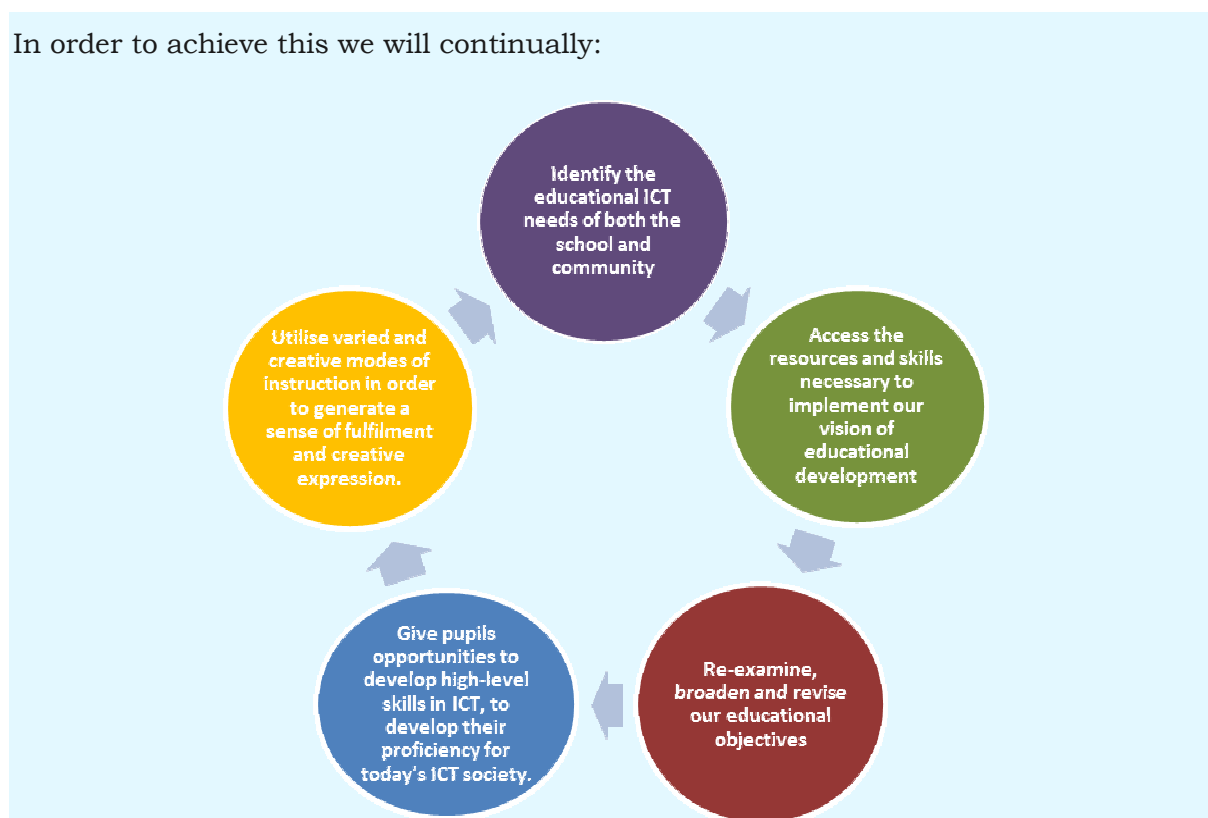 In order to achieve this we will continually:
Identify the
educational ICT
needs of both the
school and
community
Access the
resources and skills
necessary to
implement our
vision of
educational
development
Re-examine,
broaden and revise
our educational
objectives
Give pupils
opportunities to
develop high-level
skills in ICT, to
develop their
proficiency for
today's ICT society.
Utilise varied and
creative modes of
instruction in order
to generate a
sense of fulfilment
and creative
expression.